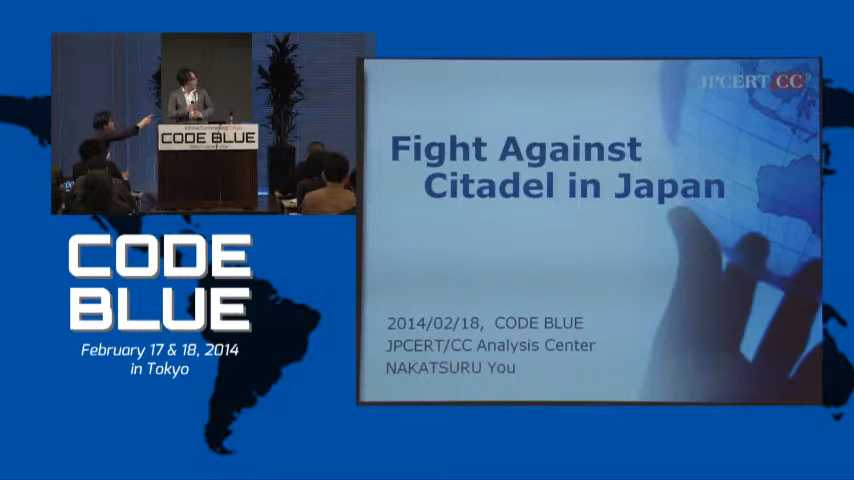 CODE BLUE
CODE
BLUE
February 17 & 18, 2014
in Tokyo
JPCERT CC
Fight Against
Citadel in Japan
2014/02/18, CODE BLUE
JPCERT/CC Analysis Center
NAKATSURU You